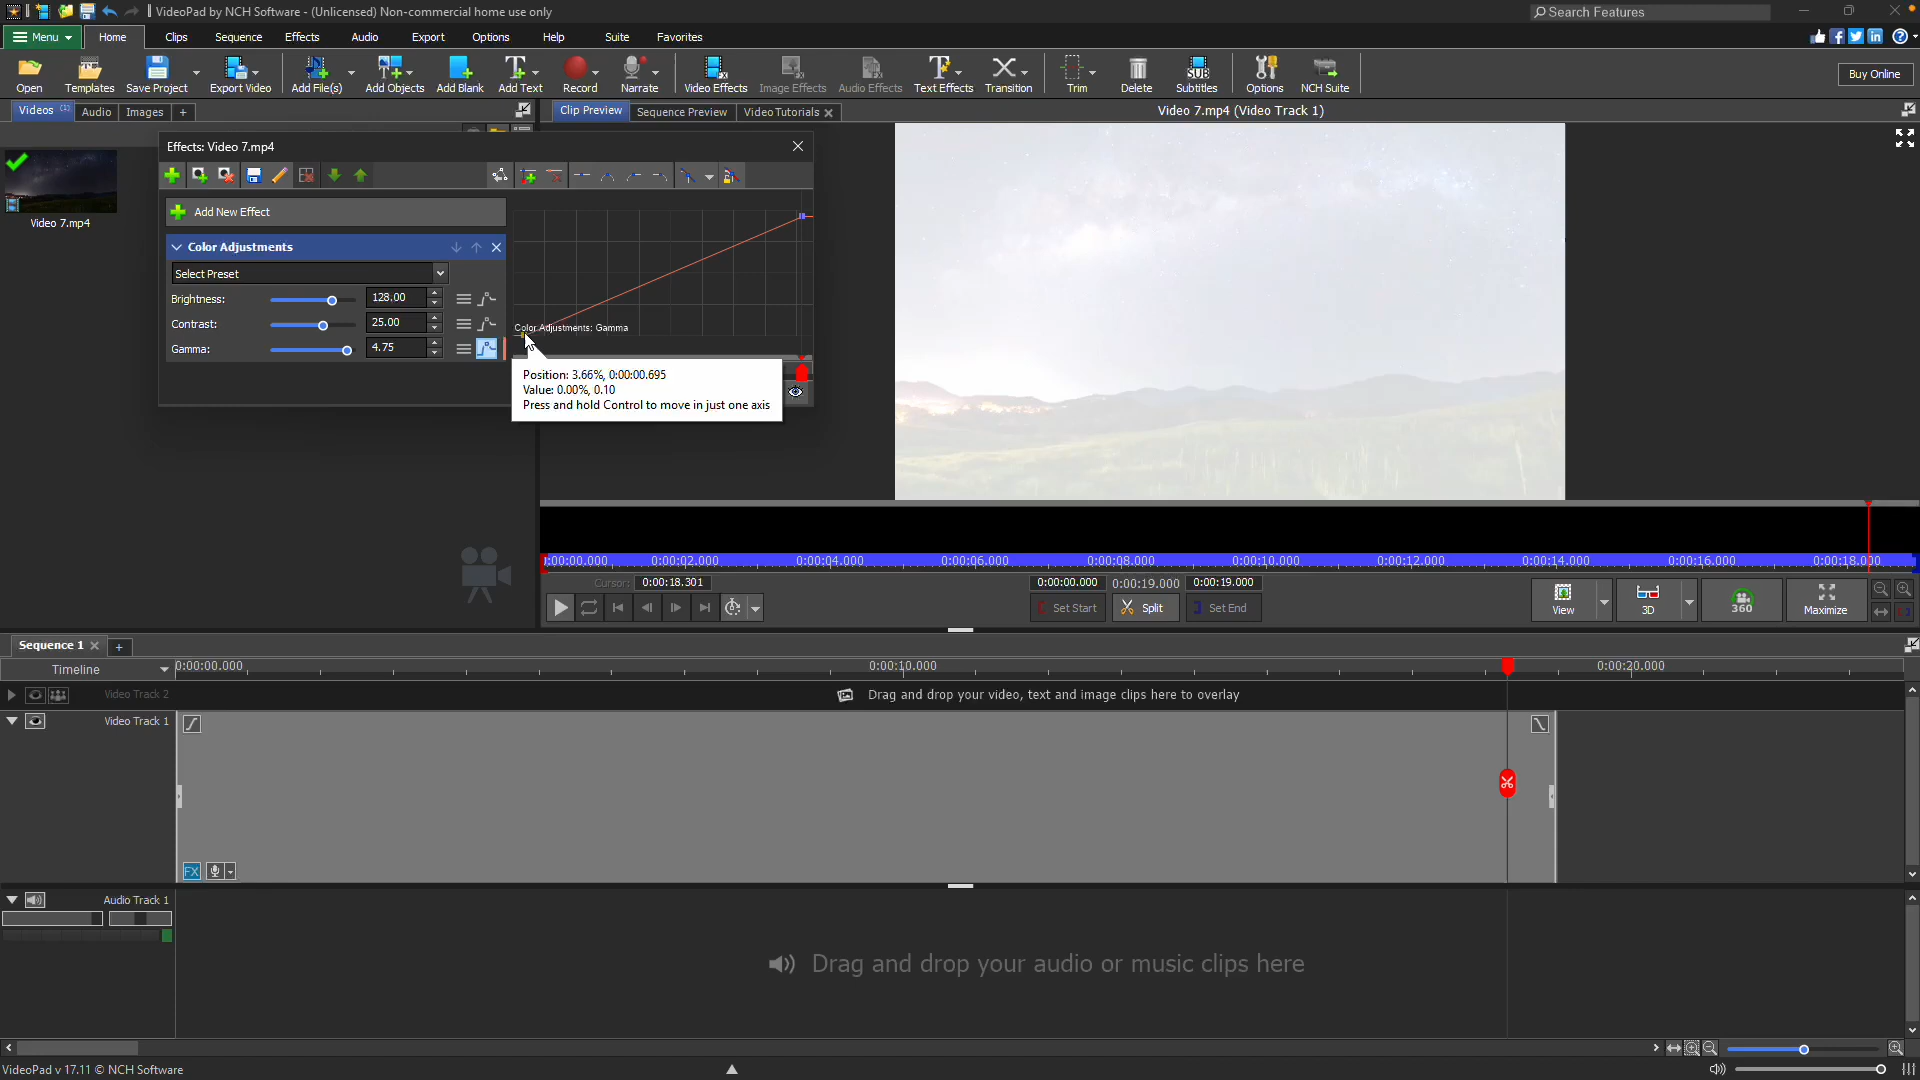 VideoPad by NCH Software - (Unlicensed) Non-commercial home use only
Search Features
Menu
Home
Clips
Sequence
Effects
Audio
Export
Options
Help
Suite
Favorites
Open
Templates
Save Project
Export Video
Add File(s)
Add Objects
Add Blank
Add Text
Record
Narrate
Video Effects
Image Effects
Audio Effects
Text Effects
Transition
Trim
Delete
Subtitles
Options
NCH Suite
Buy Online
Videos (1)
Audio
Images
+
Clip Preview
Sequence Preview
Video Tutorials
Video 7.mp4 (Video Track 1)
Effects: Video 7.mp4
Video 7.mp4
Add New Effect
Color Adjustments
Select Preset
Brightness: 128.00
Contrast: 25.00
Gamma: 4.75
Color Adjustments: Gamma
Position: 3.66%, 0:00:00.695
Value: 0.00%, 0.10
Press and hold Control to move in just one axis
0:00:00.000 0:00:02.000 0:00:04.000 0:00:06.000 0:00:08.000 0:00:10.000 0:00:12.000 0:00:14.000 0:00:16.000 0:00:18.000
Cursor: 0:00:18.301
0:00:00.000 0:00:19.000 0:00:19.000
Set Start
Split
Set End
View
3D
360
Maximize
Sequence 1
+
Timeline
0:00:00.000 0:00:10.000 0:00:20.000
Video Track 2
Drag and drop your video, text and image clips here to overlay
Video Track 1
FX
Audio Track 1
Drag and drop your audio or music clips here
VideoPad v 17.11 © NCH Software